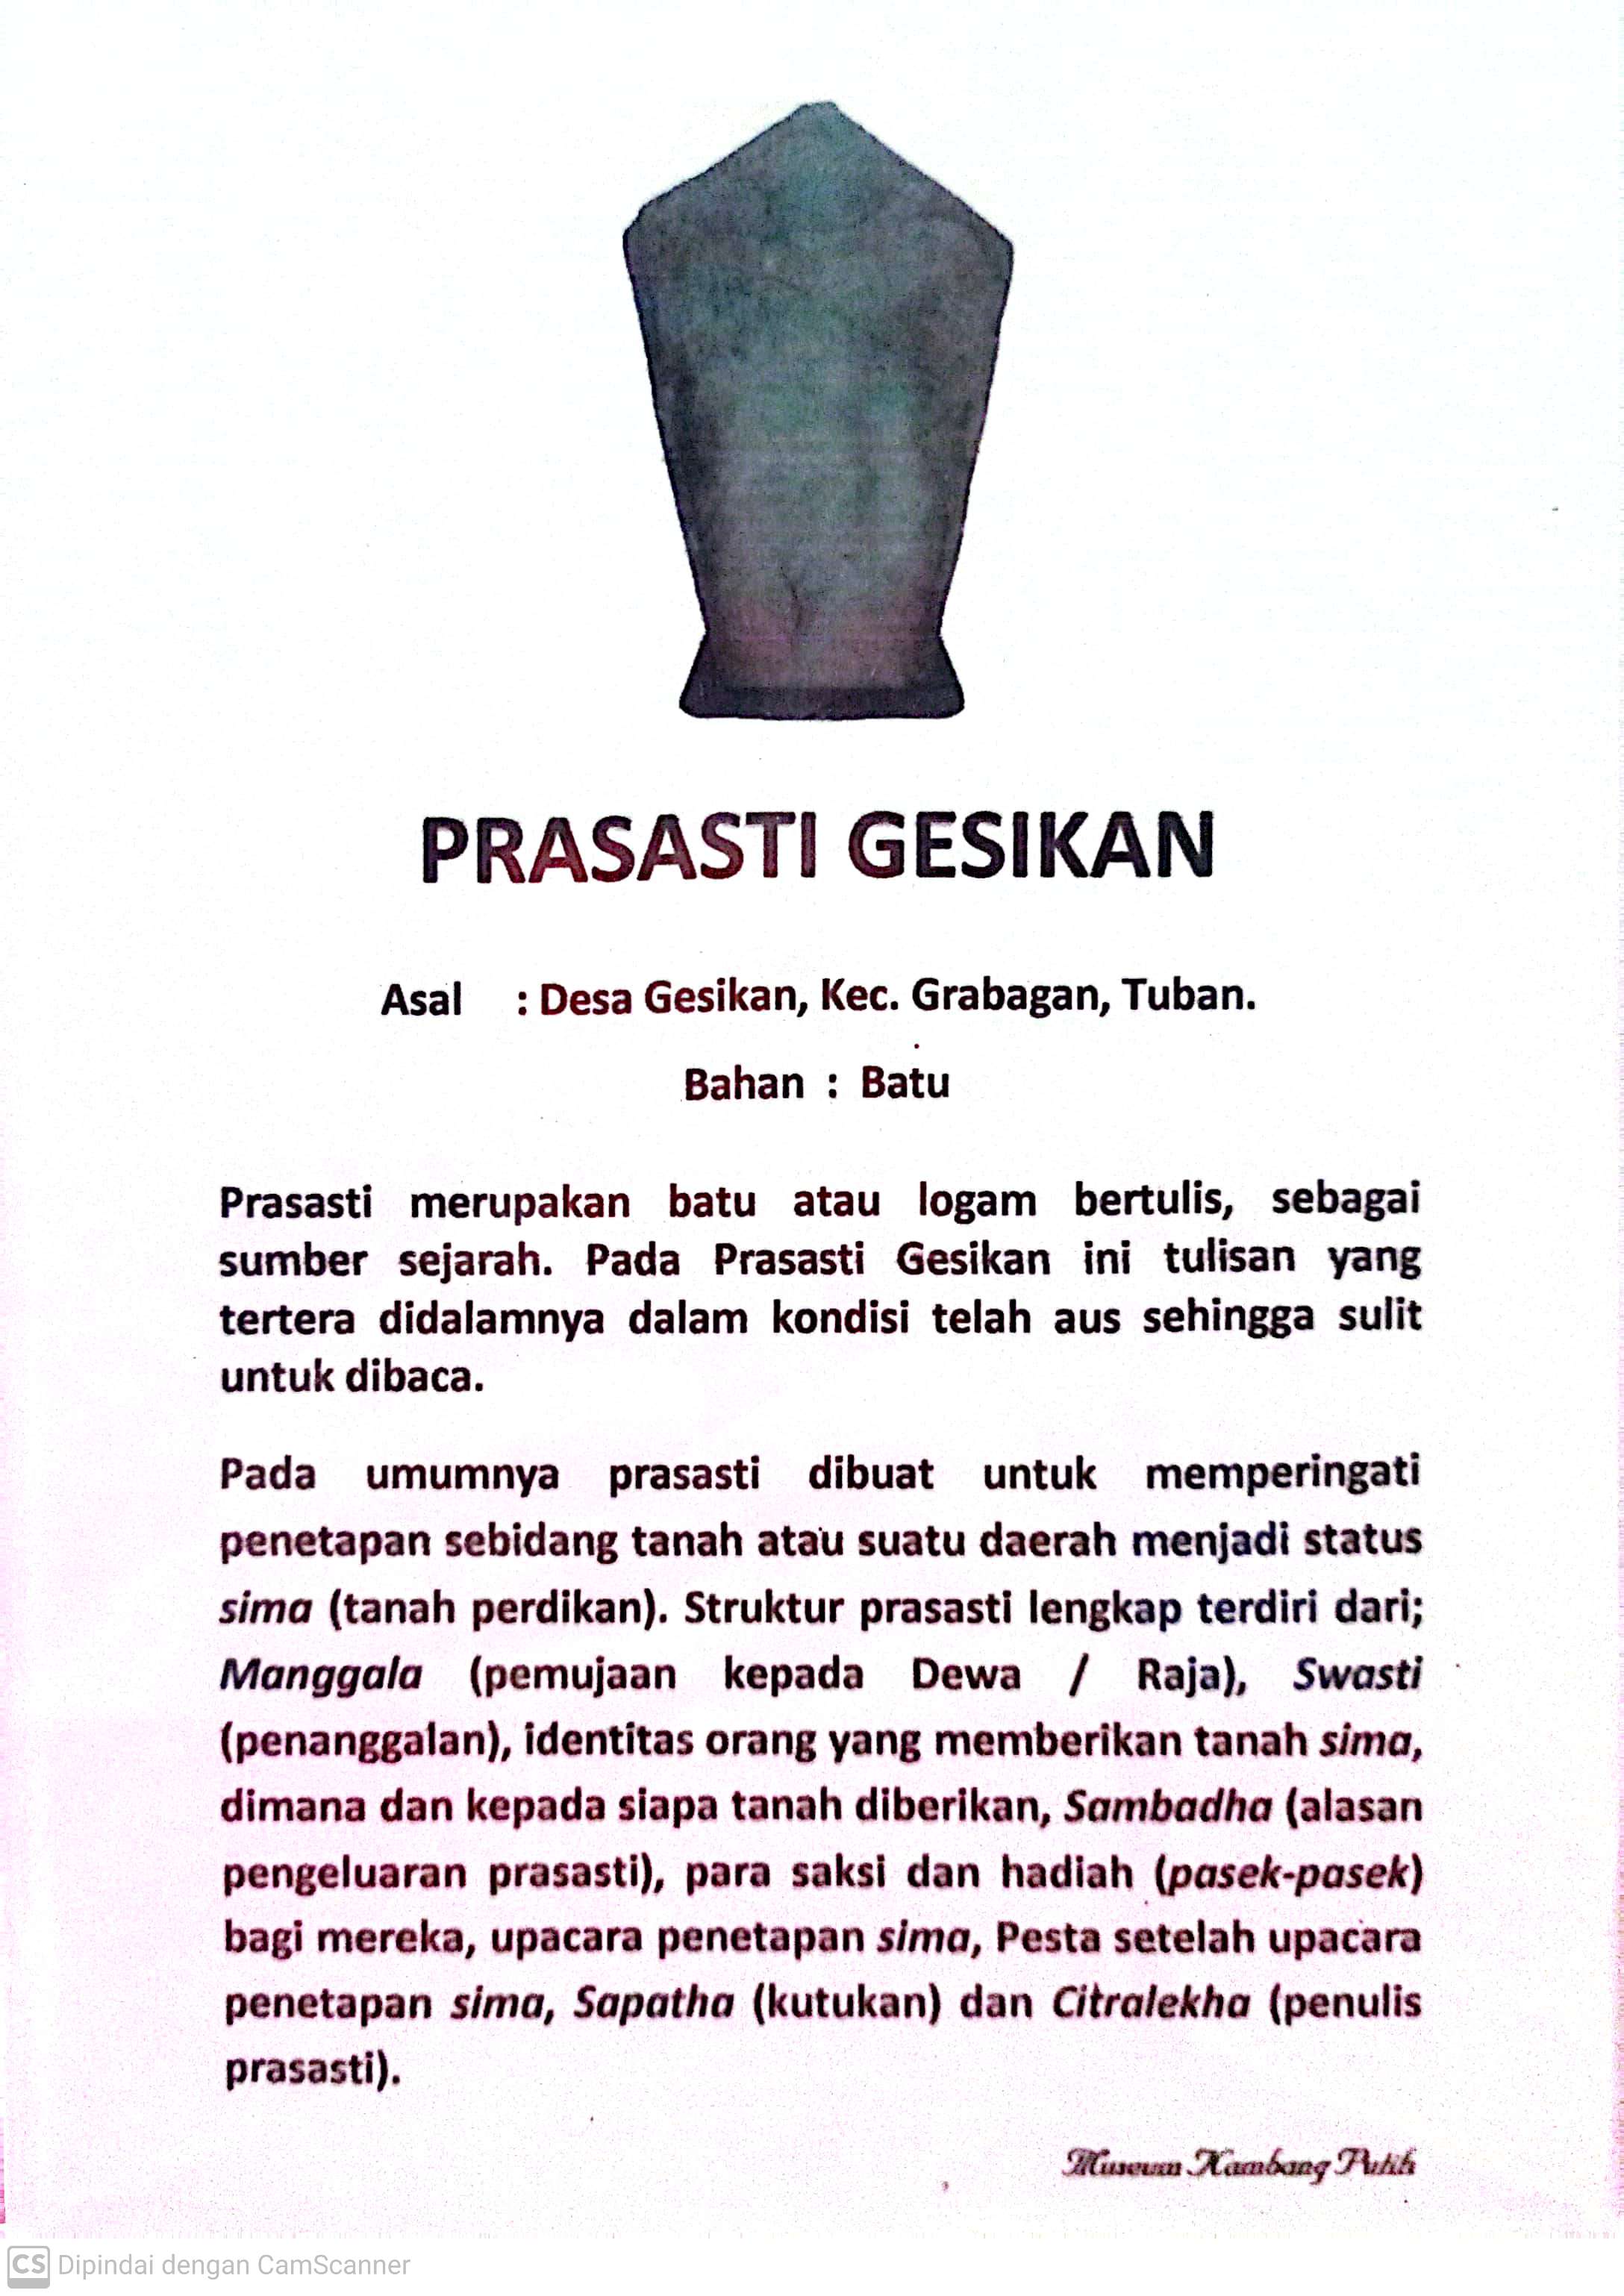 PRASASTI GESIKAN
Asal : Desa Gesikan, Kec. Grabagan, Tuban.
Bahan : Batu
Prasasti merupakan batu atau logam bertulis, sebagai
sumber sejarah. Pada Prasasti Gesikan ini tulisan yang
tertera didalamnya dalam kondisi telah aus sehingga sulit
untuk dibaca.
Pada umumnya prasasti dibuat untuk memperingati
penetapan sebidang tanah atau suatu daerah menjadi status
sima (tanah perdikan). Struktur prasasti lengkap terdiri dari;
Manggala (pemujaan kepada Dewa / Raja), Swasti
(penanggalan), identitas orang yang memberikan tanah sima,
dimana dan kepada siapa tanah diberikan, Sambadha (alasan
pengeluaran prasasti), para saksi dan hadiah (pasek-pasek)
bagi mereka, upacara penetapan sima, Pesta setelah upacara
penetapan sima, Sapatha (kutukan) dan Citralekha (penulis
prasasti).
Museum Kambang Putih
CS Dipindai dengan CamScanner